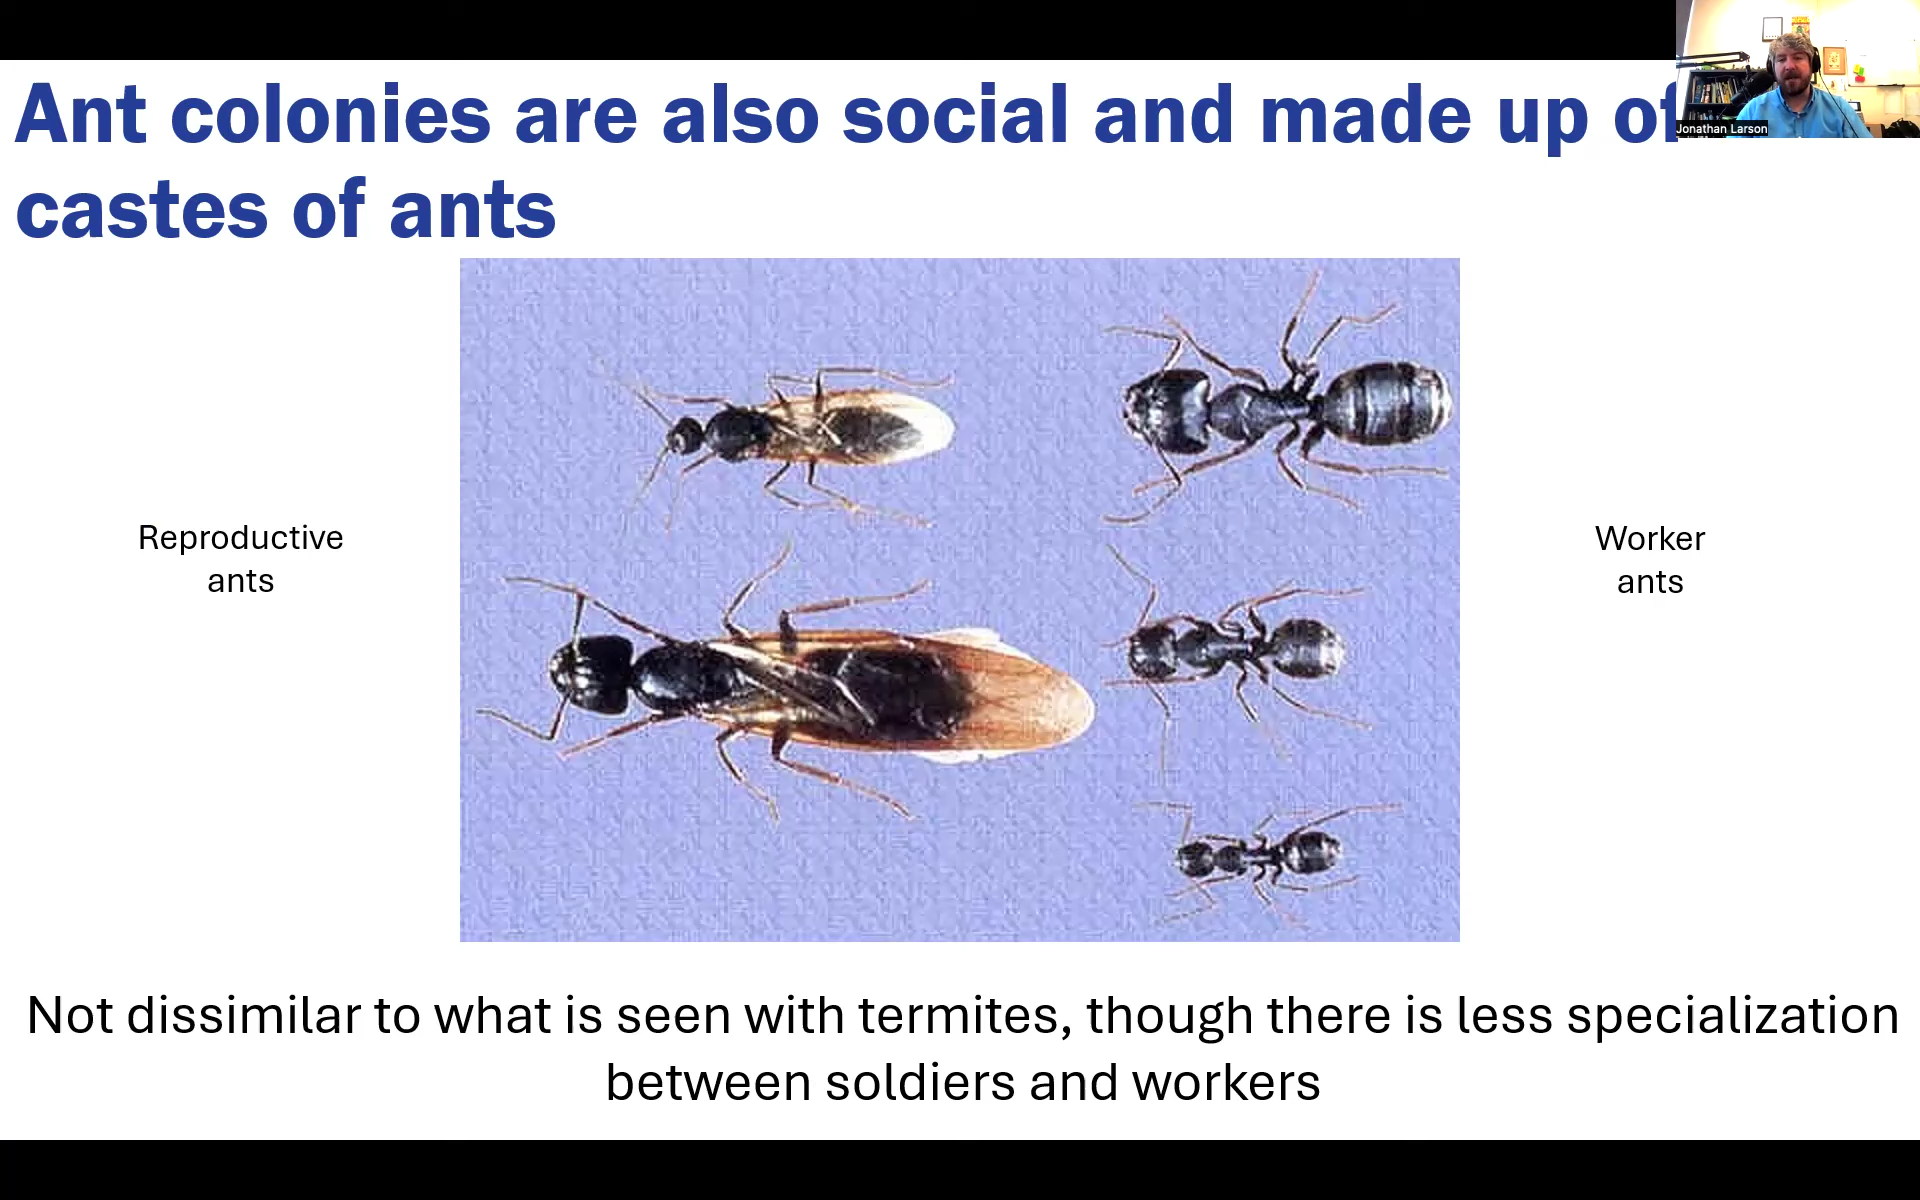 Ant colonies are also social and made up of
castes of ants
Jonathan Larson
Reproductive
ants
Worker
ants
Not dissimilar to what is seen with termites, though there is less specialization
between soldiers and workers